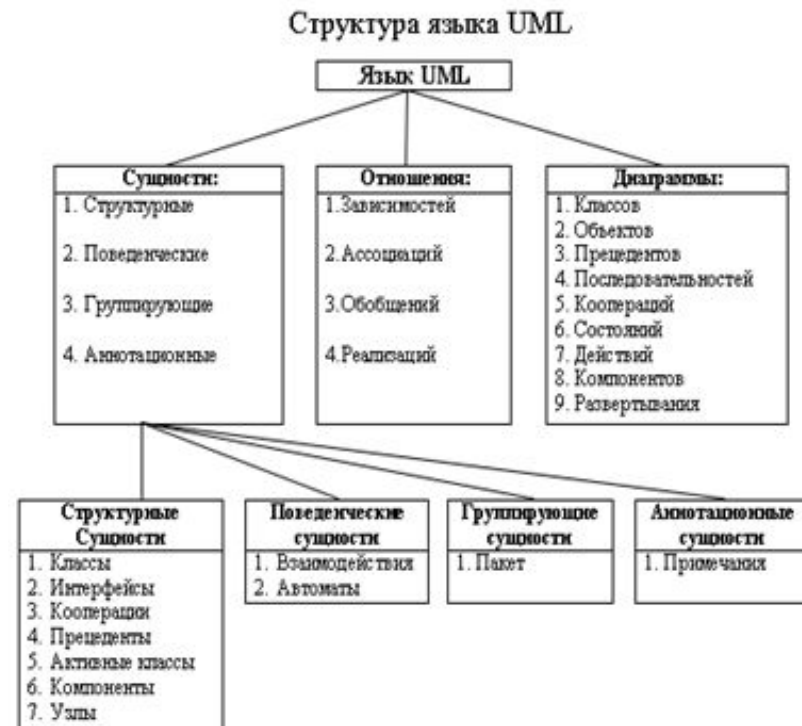 Структура языка UML
Язык UML
Сущности:
1. Структурные
2. Поведенческие
3. Группирующие
4. Аннотационные
Отношения:
1.Зависимостей
2.Ассоциаций
3.Обобщений
4.Реализаций
Диаграммы:
1. Классов
2. Объектов
3. Прецедентов
4. Последовательностей
5. Коопераций
6. Состояний
7. Действий
8. Компонентов
9. Развертывания
Структурные
Сущности
1. Классы
2. Интерфейсы
3. Кооперации
4. Прецеденты
5. Активные классы
6. Компоненты
7. Узлы
Поведенческие
сущности
1. Взаимодействия
2. Автоматы
Группирующие
сущности
1. Пакет
Аннотационные
сущности
1. Примечания